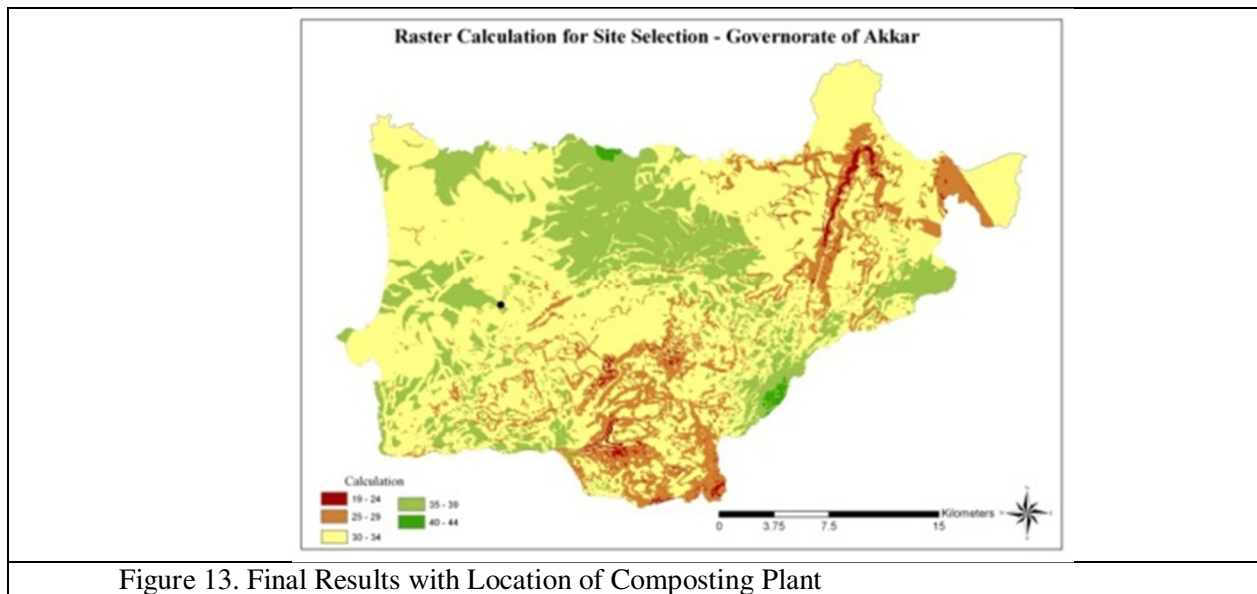 Raster Calculation for Site Selection - Governorate of Akkar
Calculation
19 - 24
25 - 29
30 - 34
35 - 39
40 - 44
Kilometers
0 3.75 7.5 15
Figure 13. Final Results with Location of Composting Plant